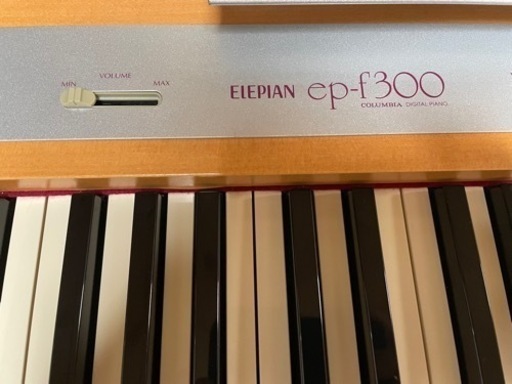 VOLUME
MIN MAX
ELEPIAN ep-f300
COLUMBIA DIGITAL PIANO